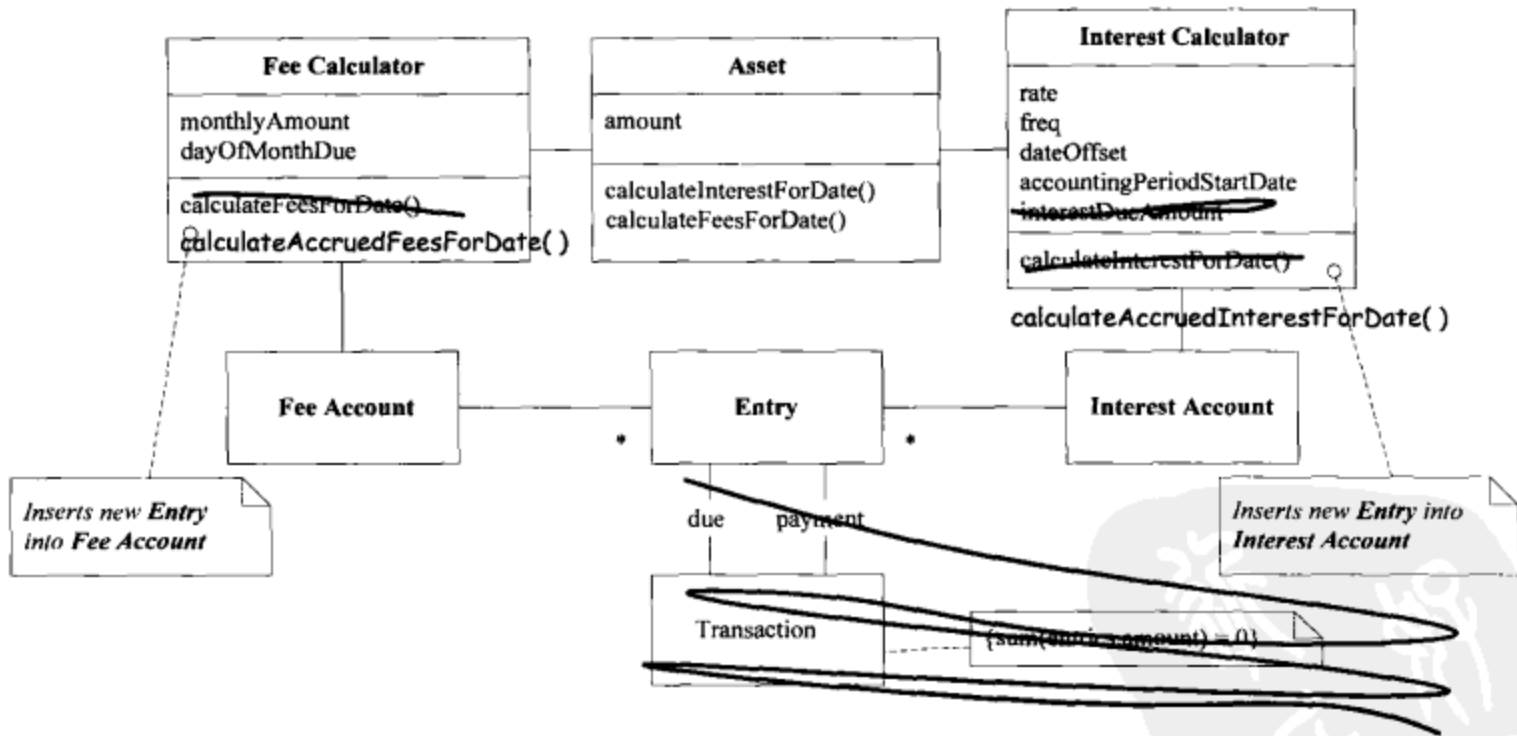 Fee Calculator
monthlyAmount
dayOfMonthDue
calculateFeesForDate()
calculateAccruedFeesForDate( )
Asset
amount
calculateInterestForDate()
calculateFeesForDate()
Interest Calculator
rate
freq
dateOffset
accountingPeriodStartDate
interestDueAmount
calculateInterestForDate()
calculateAccruedInterestForDate( )
Fee Account
*
Entry
*
Interest Account
Inserts new Entry
into Fee Account
due
payment
Inserts new Entry into
Interest Account
Transaction